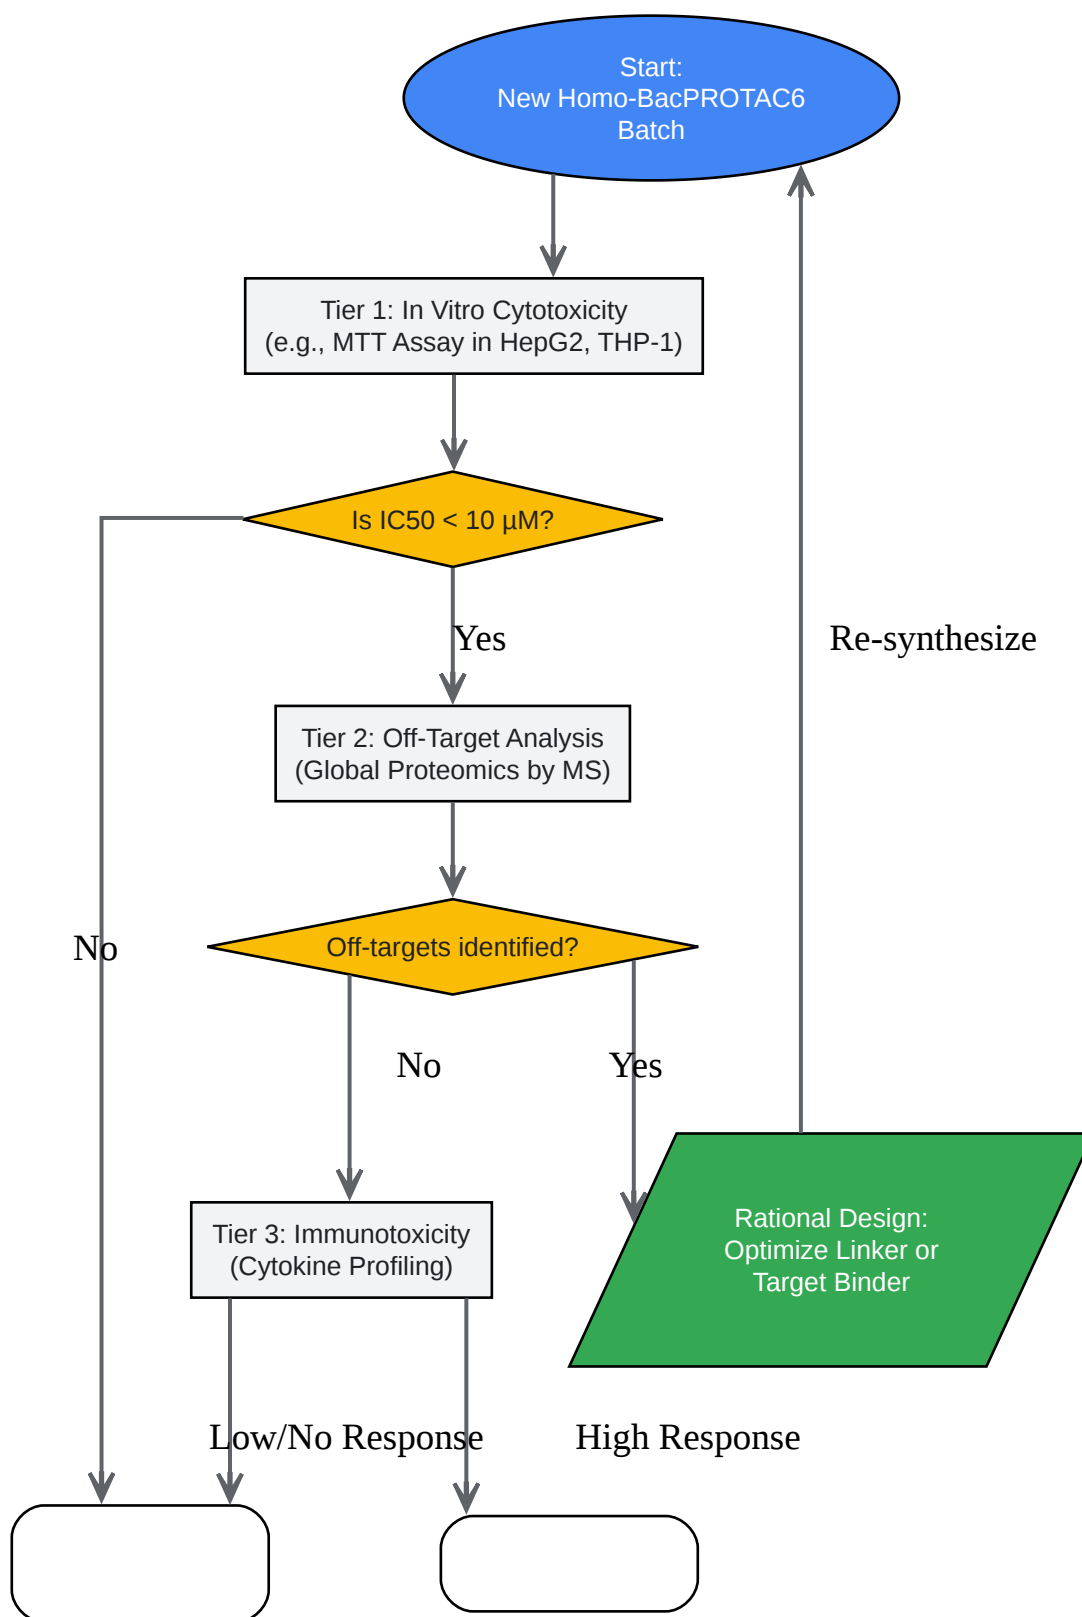 Start:
New Homo-BacPROTAC6
Batch
Tier 1: In Vitro Cytotoxicity
(e.g., MTT Assay in HepG2, THP-1)
Is IC50 < 10 µM?
Yes
Re-synthesize
Tier 2: Off-Target Analysis
(Global Proteomics by MS)
No
Off-targets identified?
No
Yes
Tier 3: Immunotoxicity
(Cytokine Profiling)
Rational Design:
Optimize Linker or
Target Binder
Low/No Response
High Response